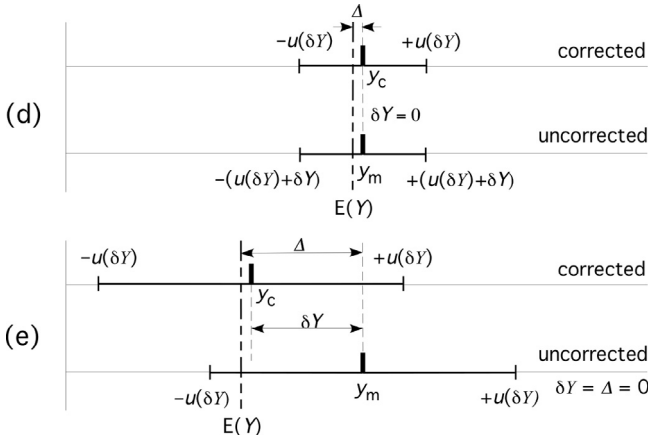 Δ
−u(δY) +u(δY)
corrected
y_c
(d)
δY = 0
uncorrected
−(u(δY)+δY) y_m +(u(δY)+δY)
E(Y)
−u(δY) Δ +u(δY)
corrected
y_c
δY
(e)
uncorrected
−u(δY) y_m +u(δY) δY = Δ = 0
E(Y)